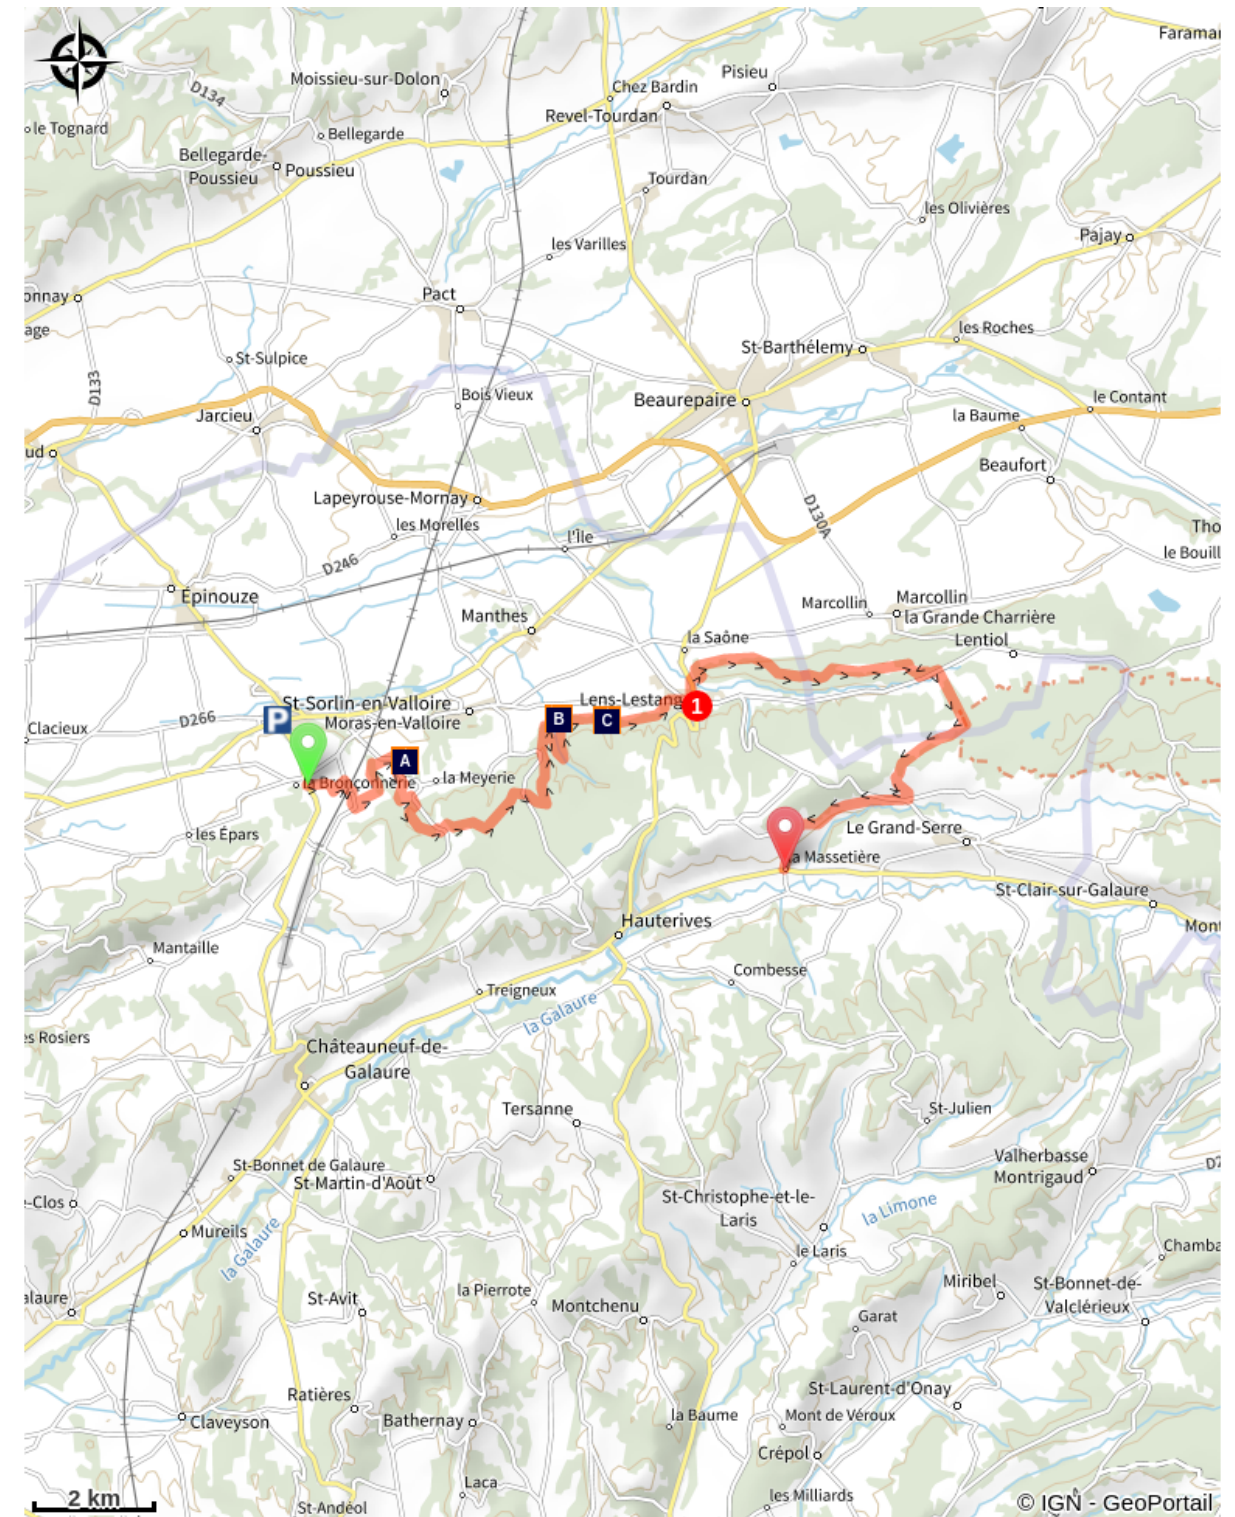 Faramar
Moissieu-sur-Dolon
Pisieu
Chez Bardin
D134
Revel-Tourdan
le Tognard
Bellegarde
Bellegarde-
Poussieu
Poussieu
Tourdan
les Olivières
Pajay
les Varilles
Pact
onnay
age
les Roches
St-Barthélemy
St-Sulpice
D133
Bois Vieux
Beaurepaire
le Contant
Jarcieu
la Baume
ud
Beaufort
Lapeyrouse-Mornay
D130A
les Morelles
Tho
l'Île
le Bouill
D246
Épinouze
Marcollin
Marcollin
Manthes
la Grande Charrière
la Saône
Lentiol
St-Sorlin-en-Valloire
Lens-Lestang
1
P
D266
Moras-en-Valloire
B
C
Clacieux
A
la Bronçonnerie
la Meyerie
les Épars
Le Grand-Serre
la Massetière
St-Clair-sur-Galaure
Hauterives
Mont
Mantaille
Combesse
Treigneux
la Galaure
es Rosiers
Châteauneuf-de-
Galaure
Tersanne
St-Julien
Valherbasse
Montrigaud
St-Bonnet de Galaure
St-Martin-d'Août
St-Christophe-et-le-
Laris
la Limone
-Clos
Mureils
la Galaure
le Laris
Chamba
Miribel
St-Bonnet-de-
Valclérieux
alaure
St-Avit
la Pierrote
Montchenu
Garat
St-Laurent-d'Onay
Ratières
Bathernay
la Baume
Mont de Véroux
Claveyson
Crépol
Laca
les Milliards
2 km
St-Andéol
© IGN - GeoPortail